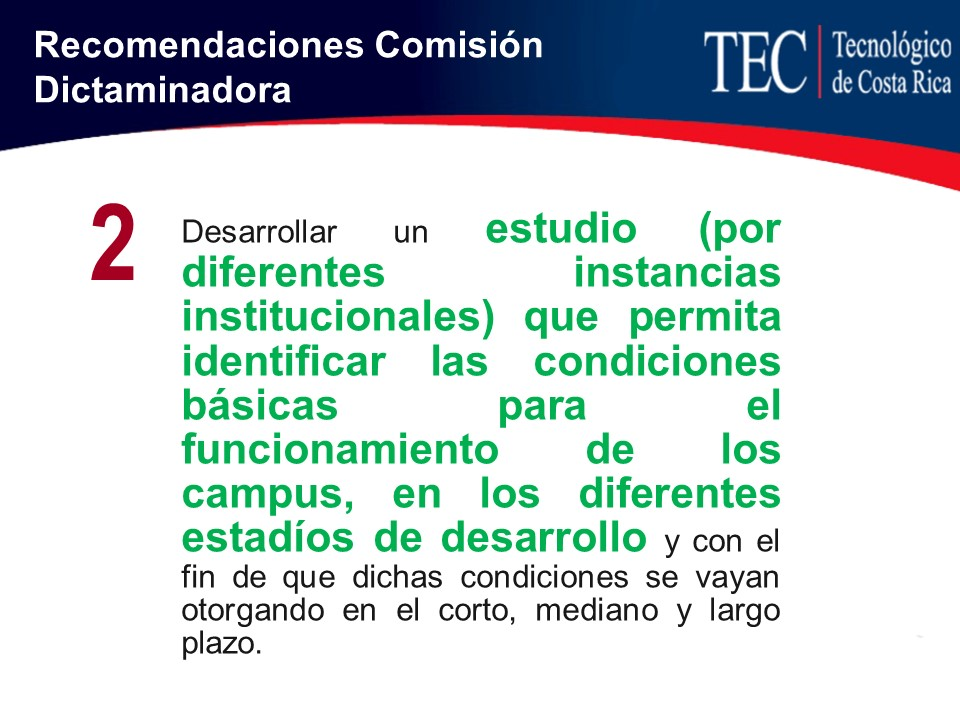 Recomendaciones Comisión
Dictaminadora
TEC | Tecnológico
de Costa Rica
2
Desarrollar un estudio (por
diferentes instancias
institucionales) que permita
identificar las condiciones
básicas para el
funcionamiento de los
campus, en los diferentes
estadíos de desarrollo y con el
fin de que dichas condiciones se vayan
otorgando en el corto, mediano y largo
plazo.